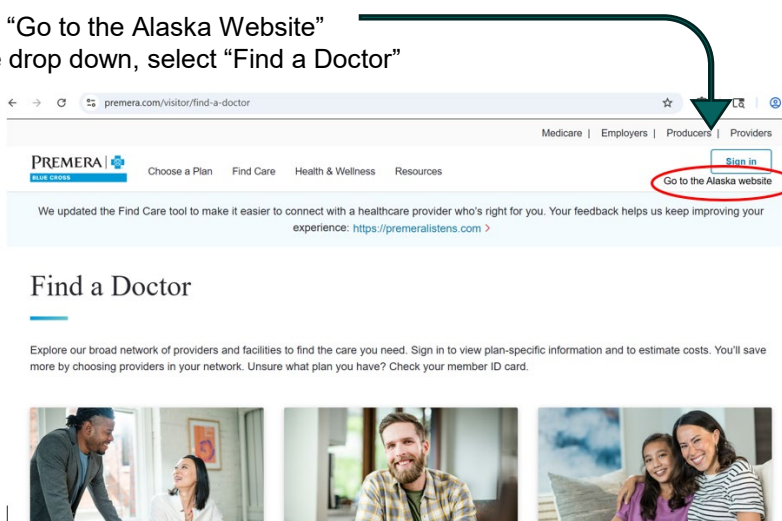 “Go to the Alaska Website”
drop down, select “Find a Doctor”
premera.com/visitor/find-a-doctor
Medicare | Employers | Producers | Providers
PREMERA
BLUE CROSS
Choose a Plan Find Care Health & Wellness Resources
Sign in
Go to the Alaska website
We updated the Find Care tool to make it easier to connect with a healthcare provider who's right for you. Your feedback helps us keep improving your
experience: https://premeralistens.com >
Find a Doctor
Explore our broad network of providers and facilities to find the care you need. Sign in to view plan-specific information and to estimate costs. You'll save
more by choosing providers in your network. Unsure what plan you have? Check your member ID card.